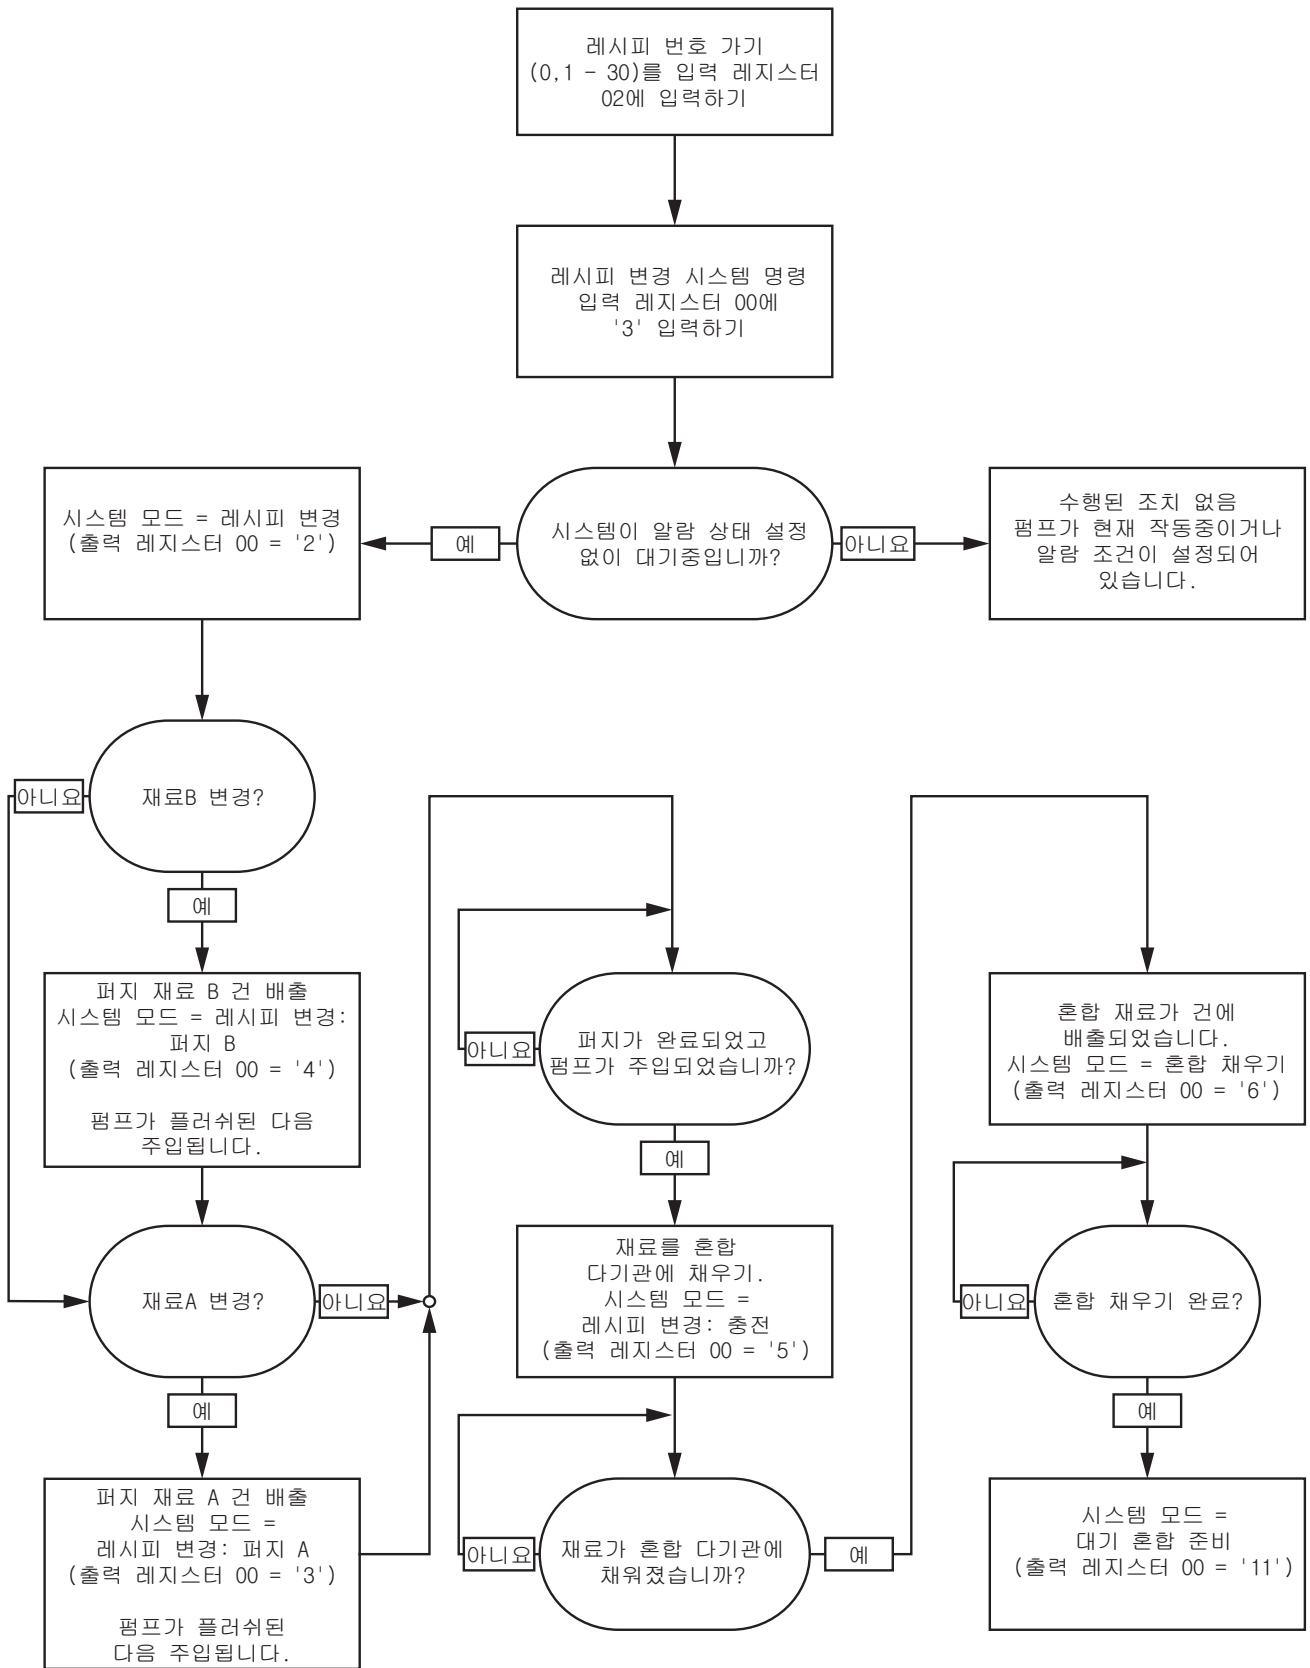 레시피 번호 가기
(0,1 - 30)를 입력 레지스터
02에 입력하기
레시피 변경 시스템 명령
입력 레지스터 00에
'3' 입력하기
시스템이 알람 상태 설정
없이 대기중입니까?
예
아니요
시스템 모드 = 레시피 변경
(출력 레지스터 00 = '2')
수행된 조치 없음
펌프가 현재 작동중이거나
알람 조건이 설정되어
있습니다.
재료B 변경?
아니요
예
퍼지 재료 B 건 배출
시스템 모드 = 레시피 변경:
퍼지 B
(출력 레지스터 00 = '4')
펌프가 플러쉬된 다음
주입됩니다.
재료A 변경?
아니요
예
퍼지 재료 A 건 배출
시스템 모드 =
레시피 변경: 퍼지 A
(출력 레지스터 00 = '3')
펌프가 플러쉬된
다음 주입됩니다.
퍼지가 완료되었고
펌프가 주입되었습니까?
아니요
예
재료를 혼합
다기관에 채우기.
시스템 모드 =
레시피 변경: 충전
(출력 레지스터 00 = '5')
재료가 혼합 다기관에
채워졌습니까?
아니요
예
혼합 재료가 건에
배출되었습니다.
시스템 모드 = 혼합 채우기
(출력 레지스터 00 = '6')
혼합 채우기 완료?
아니요
예
시스템 모드 =
대기 혼합 준비
(출력 레지스터 00 = '11')